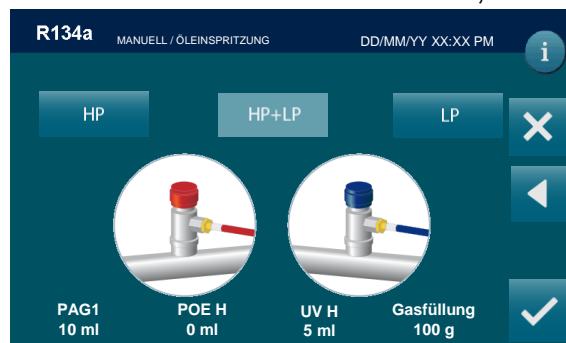 R134a MANUELL / ÖLEINSPRITZUNG DD/MM/YY XX:XX PM
i
HP HP+LP LP
PAG1 POE H UV H Gasfüllung
10 ml 0 ml 5 ml 100 g